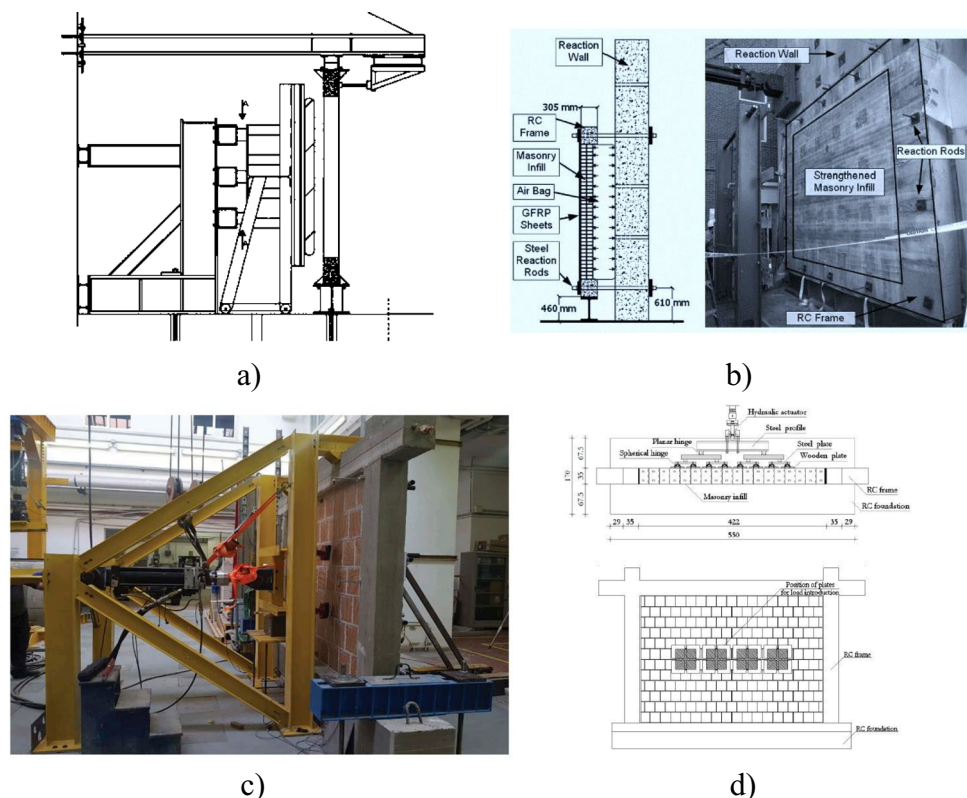 A
A
a)
Reaction
Wall
305 mm
RC
Frame
Masonry
Infill
Air Bag
GFRP
Sheets
Steel
Reaction
Rods
460 mm
610 mm
Reaction Wall
Reaction Rods
Strengthened
Masonry Infill
RC Frame
b)
c)
Hydraulic actuator
Steel profile
Planar hinge
Steel plate
Spherical hinge
Wooden plate
RC frame
Masonry infill
RC foundation
170
67.5
35
67.5
29
35
422
35
29
550
Position of plates
for load introduction
RC frame
RC foundation
d)